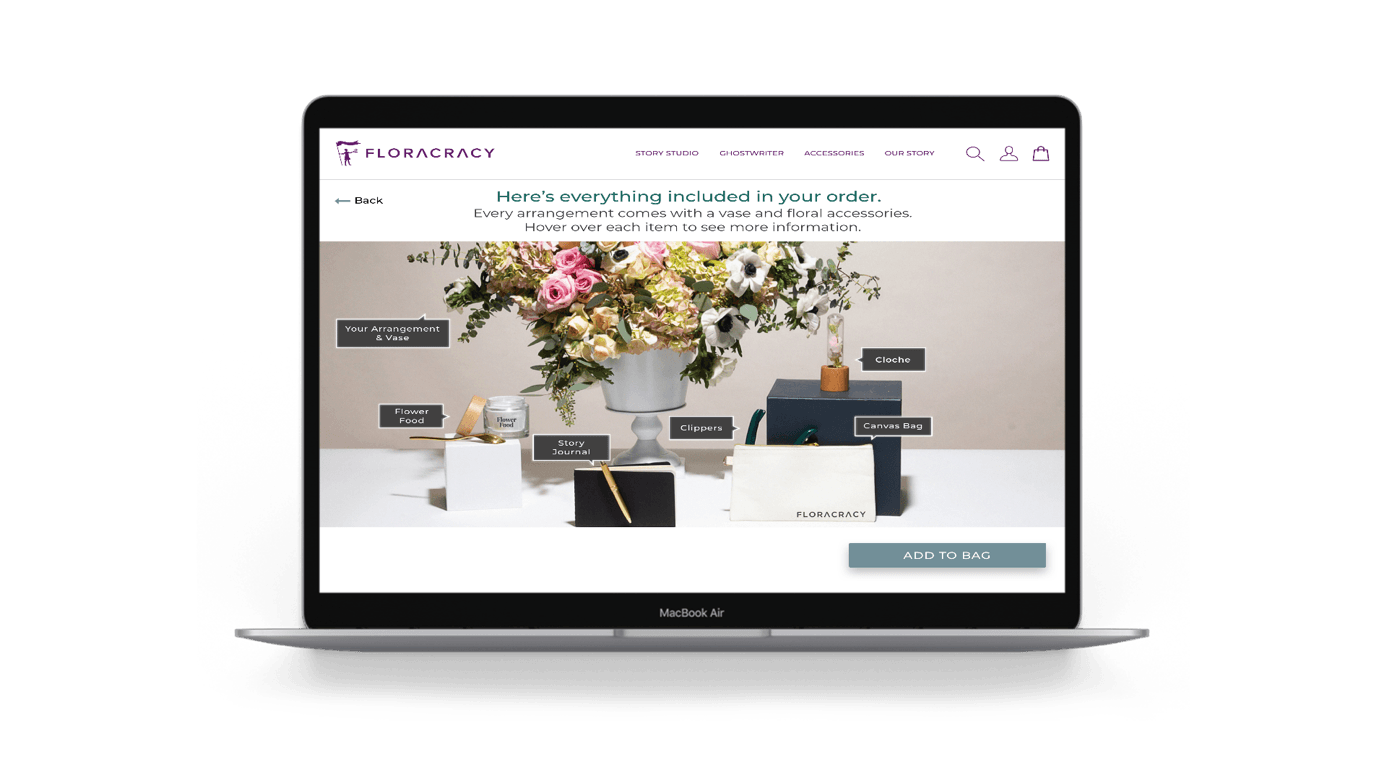 FLORACRACY
STORY STUDIO
GHOSTWRITER
ACCESSORIES
OUR STORY
Back
Here's everything included in your order.
Every arrangement comes with a vase and floral accessories.
Hover over each item to see more information.
Your Arrangement
& Vase
Cloche
Flower
Food
Flower
Food
Clippers
Canvas Bag
Story
Journal
FLORACRACY
ADD TO BAG
MacBook Air